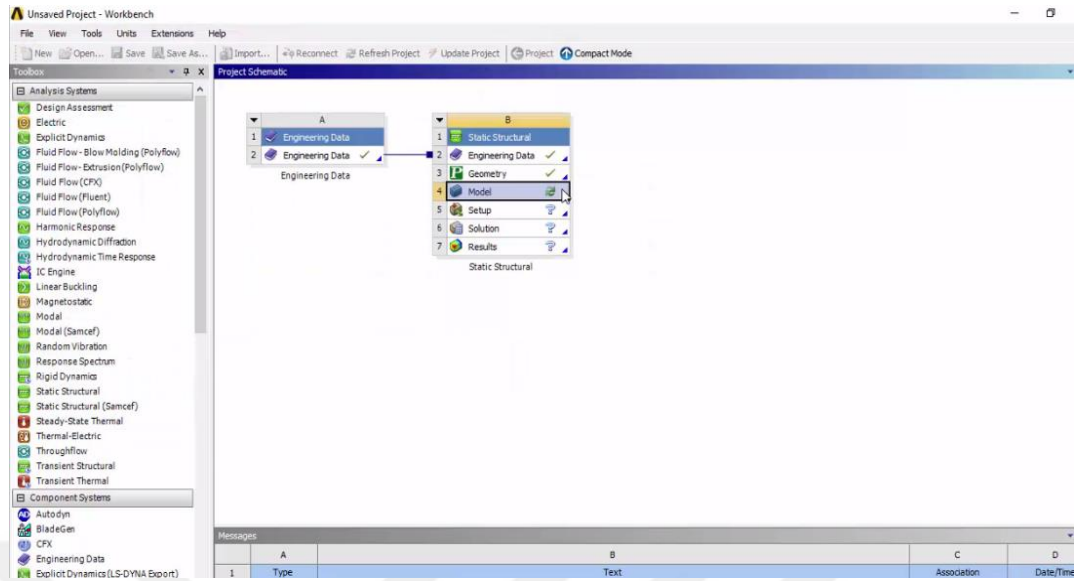 Unsaved Project - Workbench
File View Tools Units Extensions Help
New Open... Save Save As... Import... Reconnect Refresh Project Update Project Project Compact Mode
Toolbox
Project Schematic
Analysis Systems
Design Assessment
Electric
Explicit Dynamics
Fluid Flow - Blow Molding (Polyflow)
Fluid Flow - Extrusion (Polyflow)
Fluid Flow (CFX)
Fluid Flow (Fluent)
Fluid Flow (Polyflow)
Harmonic Response
Hydrodynamic Diffraction
Hydrodynamic Time Response
IC Engine
Linear Buckling
Magnetostatic
Modal
Modal (Samcef)
Random Vibration
Response Spectrum
Rigid Dynamics
Static Structural
Static Structural (Samcef)
Steady-State Thermal
Thermal-Electric
Throughflow
Transient Structural
Transient Thermal
Component Systems
Autodyn
BladeGen
CFX
Engineering Data
Explicit Dynamics (LS-DYNA Export)
A
1 Engineering Data
2 Engineering Data
Engineering Data
B
1 Static Structural
2 Engineering Data
3 Geometry
4 Model
5 Setup
6 Solution
7 Results
Static Structural
Messages
A B C D
1 Type Text Association Date/Time